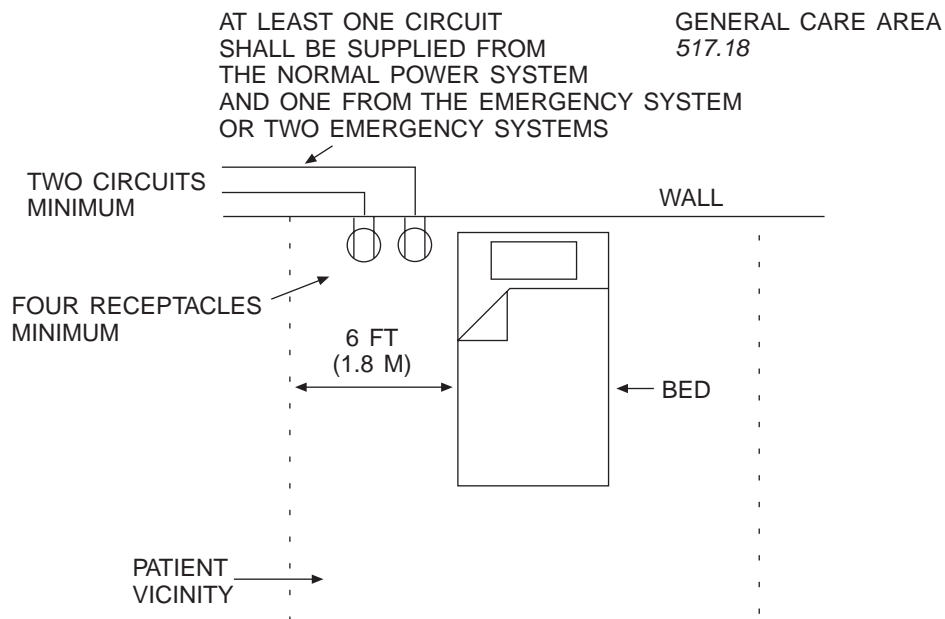 AT LEAST ONE CIRCUIT
SHALL BE SUPPLIED FROM
THE NORMAL POWER SYSTEM
AND ONE FROM THE EMERGENCY SYSTEM
OR TWO EMERGENCY SYSTEMS
GENERAL CARE AREA
517.18
TWO CIRCUITS
MINIMUM
WALL
FOUR RECEPTACLES
MINIMUM
6 FT
(1.8 M)
BED
PATIENT
VICINITY